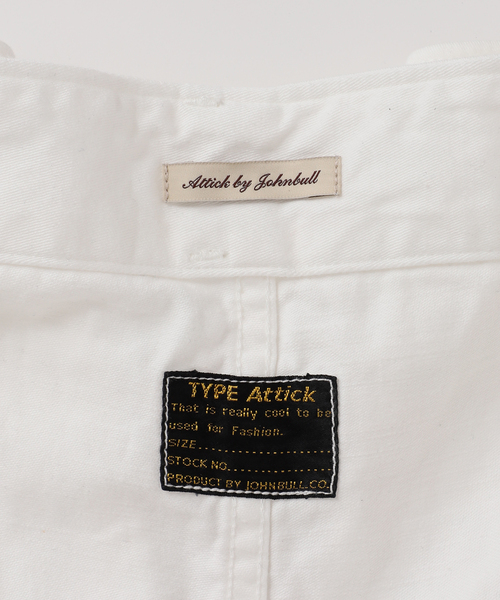 Attick by Johnbull
TYPE Attick
That is really cool to be
used for Fashion.
SIZE......................
STOCK NO.................
PRODUCT BY JOHNBULL.CO.